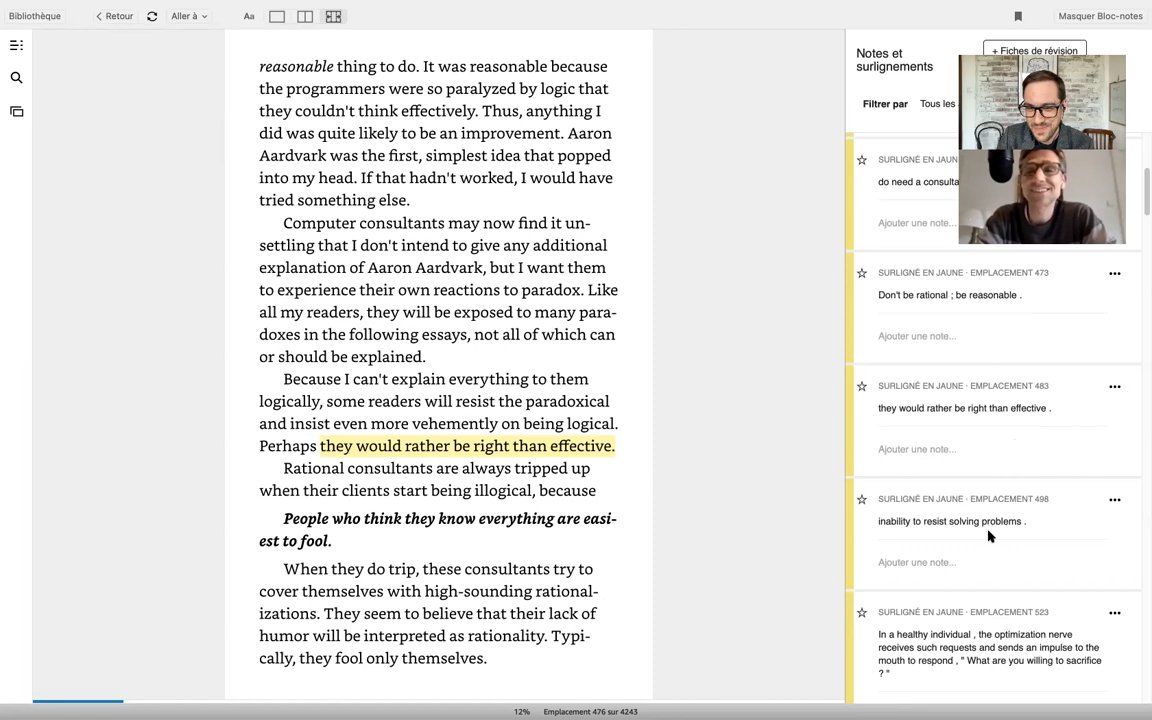 Bibliothèque
Retour
Aller à
Aa
Masquer Bloc-notes
reasonable thing to do. It was reasonable because
the programmers were so paralyzed by logic that
they couldn't think effectively. Thus, anything I
did was quite likely to be an improvement. Aaron
Aardvark was the first, simplest idea that popped
into my head. If that hadn't worked, I would have
tried something else.
Computer consultants may now find it un-
settling that I don't intend to give any additional
explanation of Aaron Aardvark, but I want them
to experience their own reactions to paradox. Like
all my readers, they will be exposed to many para-
doxes in the following essays, not all of which can
or should be explained.
Because I can't explain everything to them
logically, some readers will resist the paradoxical
and insist even more vehemently on being logical.
Perhaps they would rather be right than effective.
Rational consultants are always tripped up
when their clients start being illogical, because
People who think they know everything are easi-
est to fool.
When they do trip, these consultants try to
cover themselves with high-sounding rational-
izations. They seem to believe that their lack of
humor will be interpreted as rationality. Typi-
cally, they fool only themselves.
Notes et
surlignements
+ Fiches de révision
Filtrer par Tous les
SURLIGNÉ EN JAUN
do need a consulta
Ajouter une note...
SURLIGNÉ EN JAUNE · EMPLACEMENT 473
Don't be rational ; be reasonable .
Ajouter une note...
SURLIGNÉ EN JAUNE · EMPLACEMENT 483
they would rather be right than effective .
Ajouter une note...
SURLIGNÉ EN JAUNE · EMPLACEMENT 498
inability to resist solving problems .
Ajouter une note...
SURLIGNÉ EN JAUNE · EMPLACEMENT 523
In a healthy individual , the optimization nerve
receives such requests and sends an impulse to the
mouth to respond , " What are you willing to sacrifice
? "
12% Emplacement 476 sur 4243